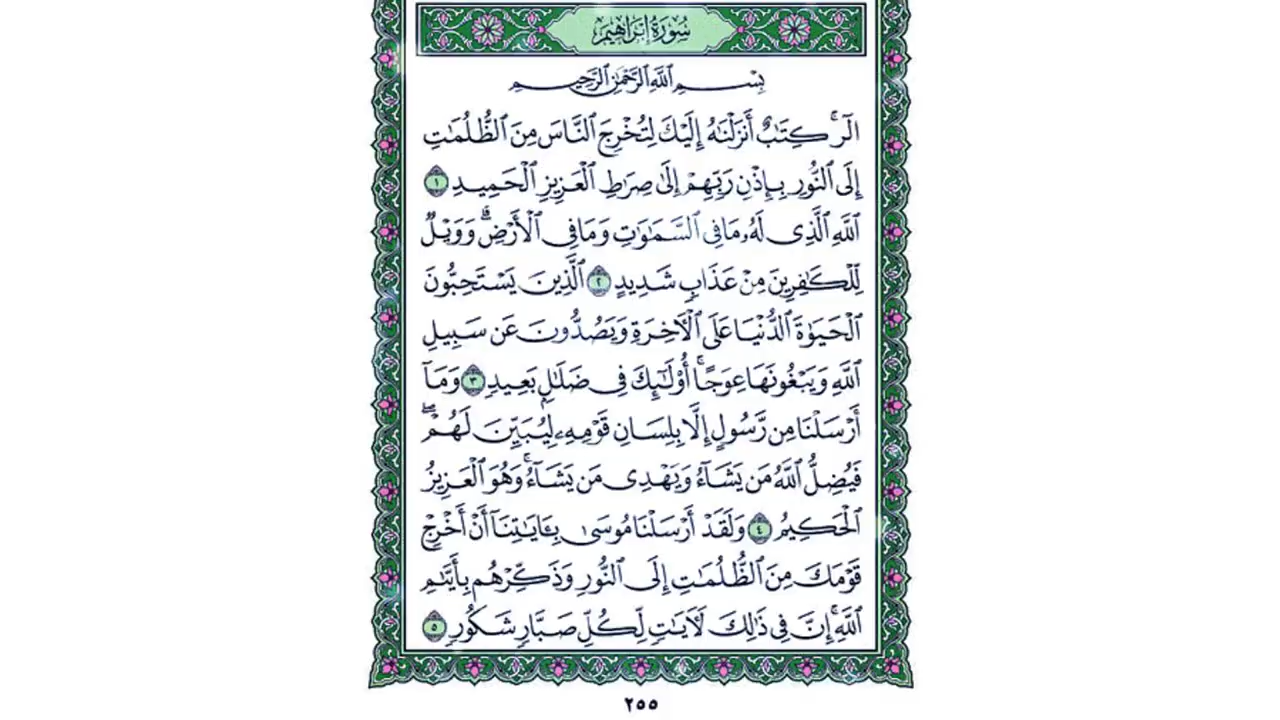 سُورَةُ إِبْرَاهِيمَ
بِسْمِ ٱللَّهِ ٱلرَّحْمَٰنِ ٱلرَّحِيمِ
الٓرۚ كِتَٰبٌ أَنزَلْنَٰهُ إِلَيْكَ لِتُخْرِجَ ٱلنَّاسَ مِنَ ٱلظُّلُمَٰتِ
إِلَى ٱلنُّورِ بِإِذْنِ رَبِّهِمْ إِلَىٰ صِرَٰطِ ٱلْعَزِيزِ ٱلْحَمِيدِ ١
ٱللَّهِ ٱلَّذِى لَهُۥ مَا فِى ٱلسَّمَٰوَٰتِ وَمَا فِى ٱلْأَرْضِۗ وَوَيْلٌ
لِّلْكَٰفِرِينَ مِنْ عَذَابٍ شَدِيدٍ ٢ ٱلَّذِينَ يَسْتَحِبُّونَ
ٱلْحَيَوٰةَ ٱلدُّنْيَا عَلَى ٱلْءَاخِرَةِ وَيَصُدُّونَ عَن سَبِيلِ
ٱللَّهِ وَيَبْغُونَهَا عِوَجًاۚ أُو۟لَٰٓئِكَ فِى ضَلَٰلٍۭ بَعِيدٍ ٣ وَمَآ
أَرْسَلْنَا مِن رَّسُولٍ إِلَّا بِلِسَانِ قَوْمِهِۦ لِيُبَيِّنَ لَهُمْۖ
فَيُضِلُّ ٱللَّهُ مَن يَشَآءُ وَيَهْدِى مَن يَشَآءُۚ وَهُوَ ٱلْعَزِيزُ
ٱلْحَكِيمُ ٤ وَلَقَدْ أَرْسَلْنَا مُوسَىٰ بِـَٔايَٰتِنَآ أَنْ أَخْرِجْ
قَوْمَكَ مِنَ ٱلظُّلُمَٰتِ إِلَى ٱلنُّورِ وَذَكِّرْهُم بِأَيَّىٰمِ
ٱللَّهِۚ إِنَّ فِى ذَٰلِكَ لَءَايَٰتٍ لِّكُلِّ صَبَّارٍ شَكُورٍ ٥
٢٥٥